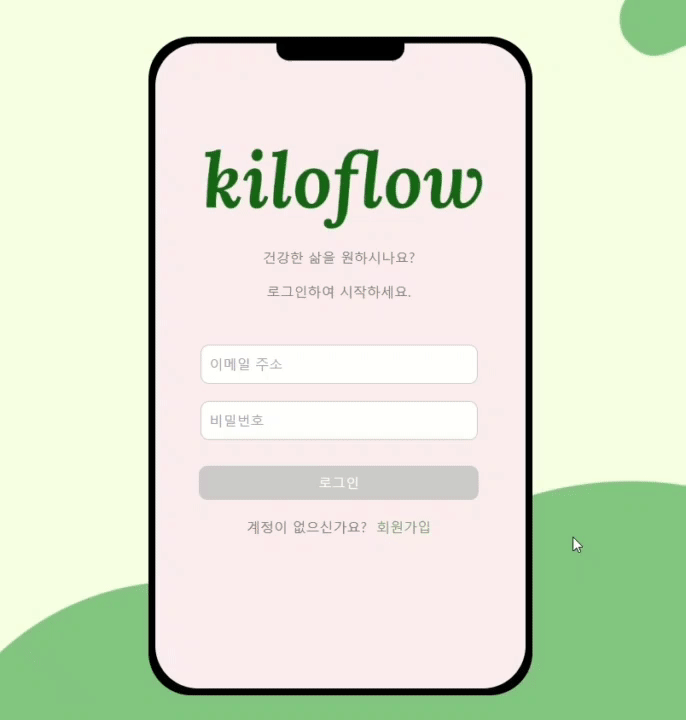 kiloflow
건강한 삶을 원하시나요?
로그인하여 시작하세요.
이메일 주소
비밀번호
로그인
계정이 없으신가요? 회원가입